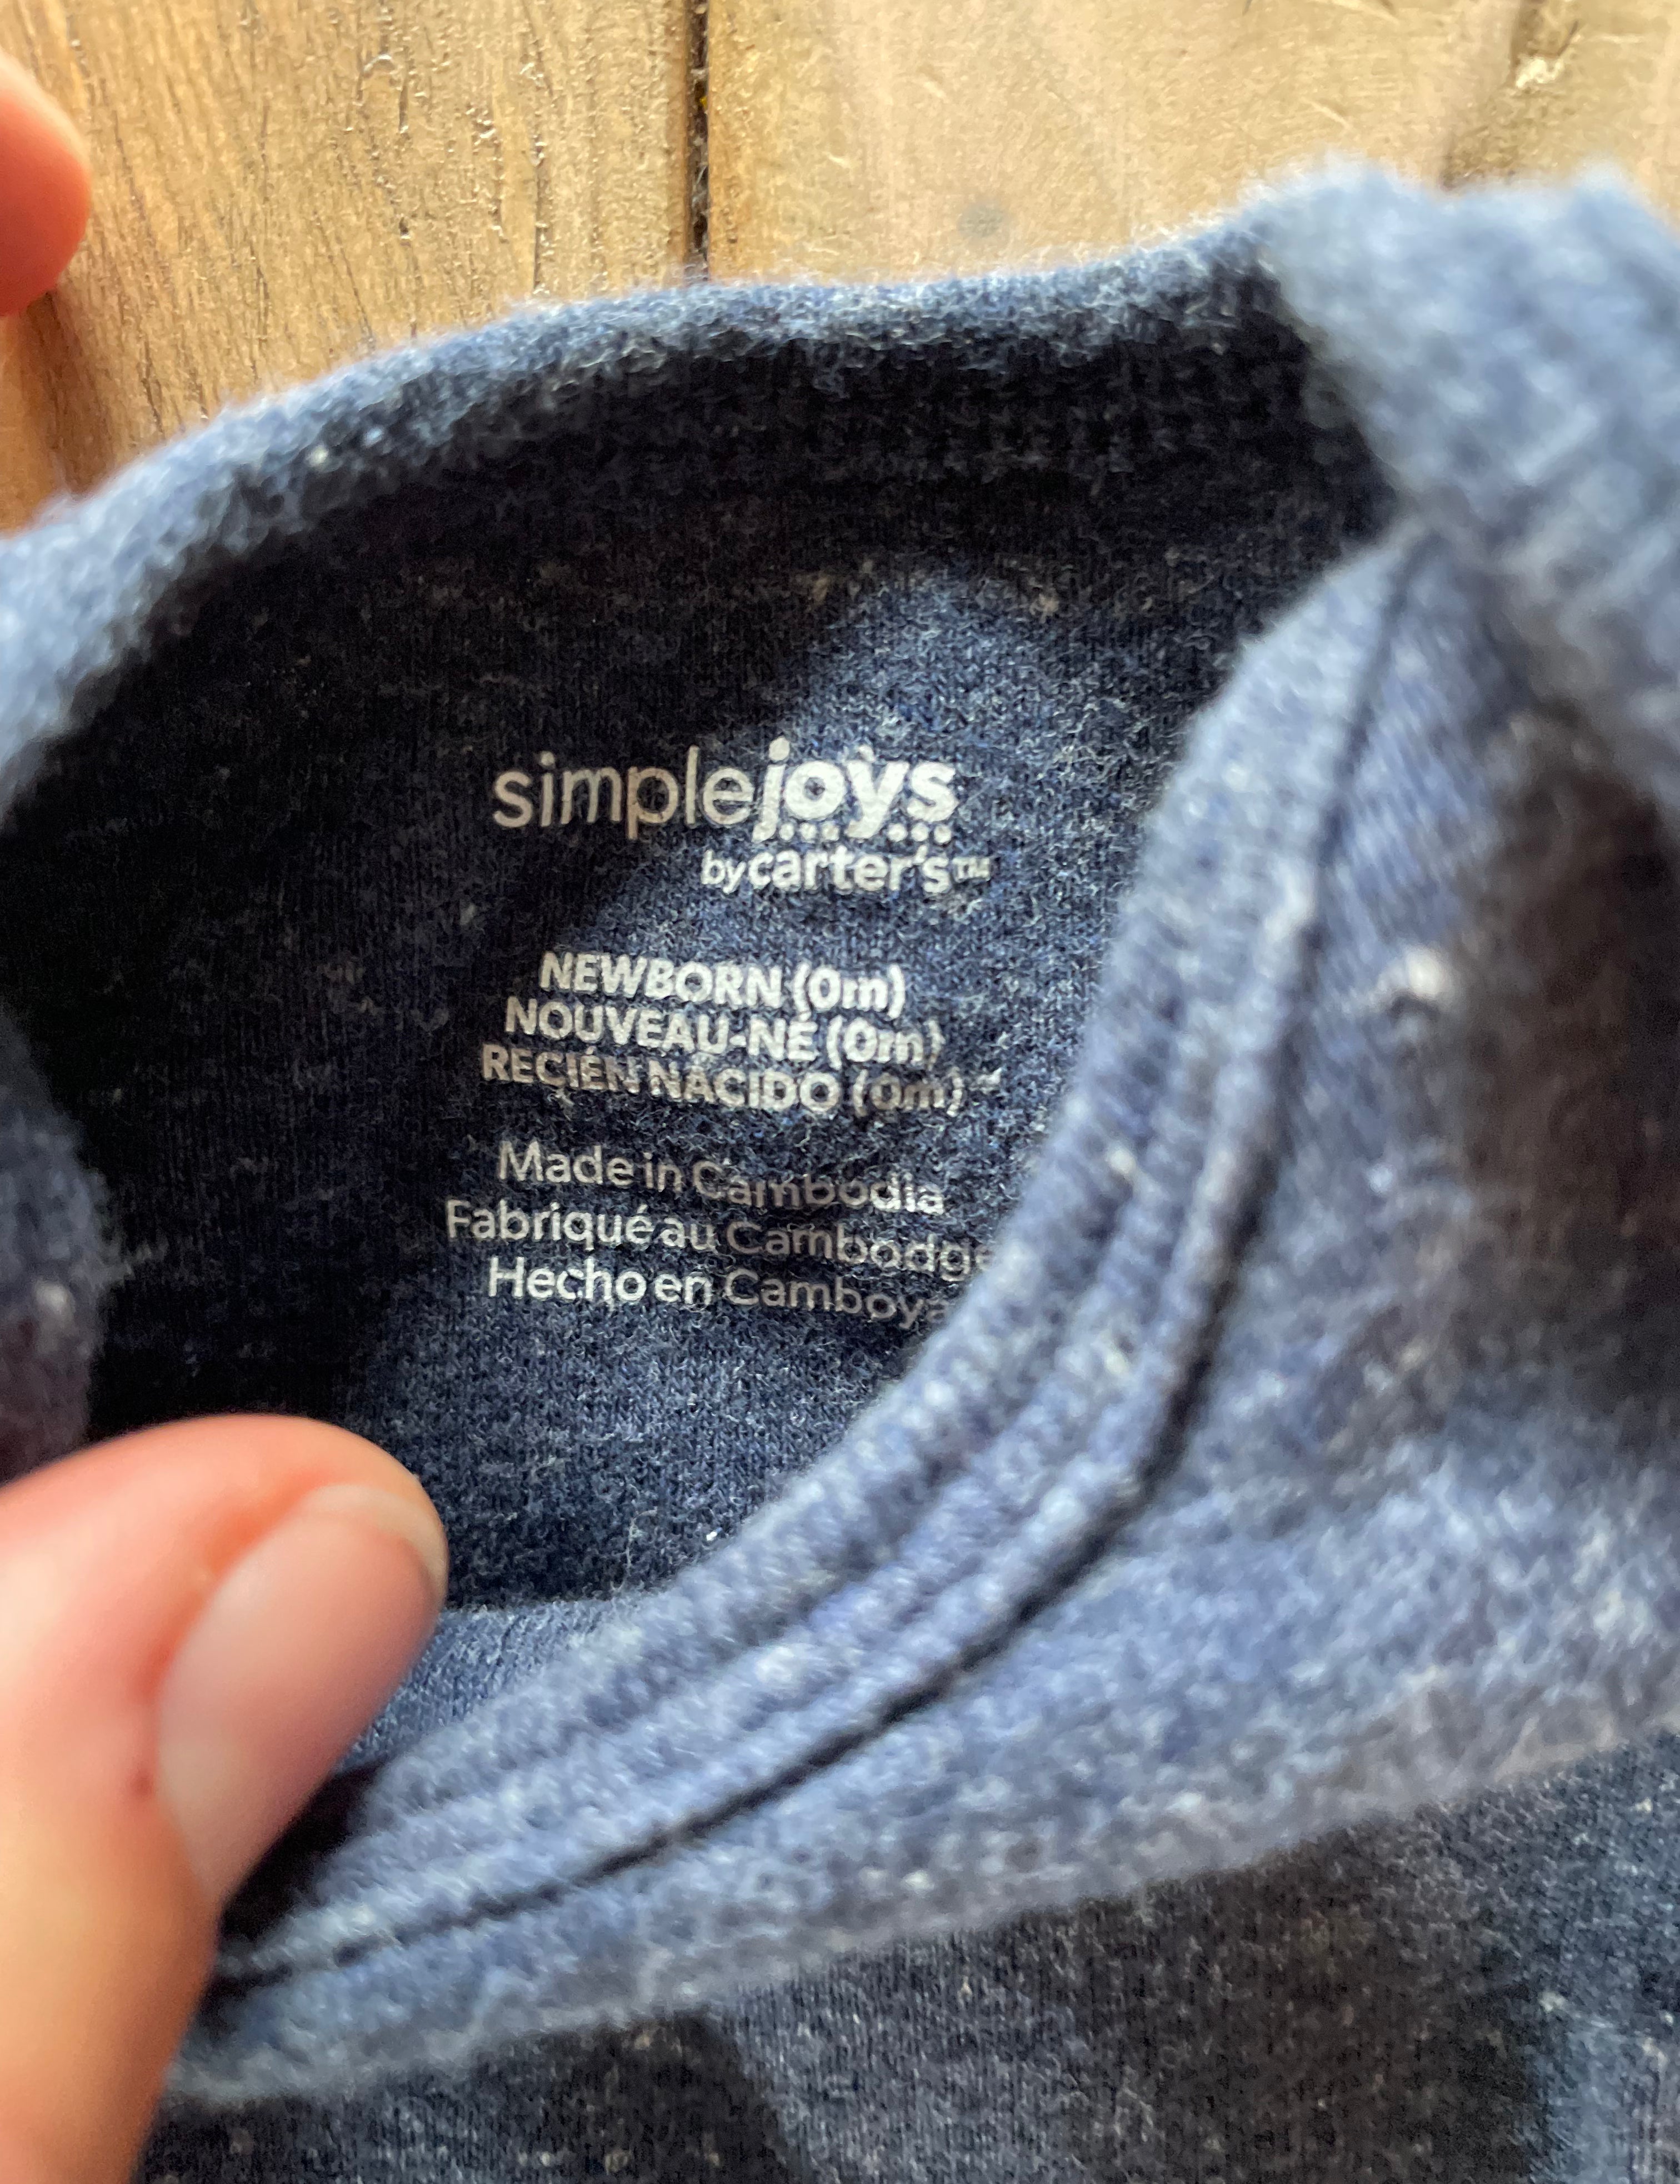 simplejoys
by carter's™
NEWBORN (0m)
NOUVEAU-NÉ (0m)
RECIÉN NACIDO (0m)
Made in Cambodia
Fabriqué au Cambodge
Hecho en Camboya